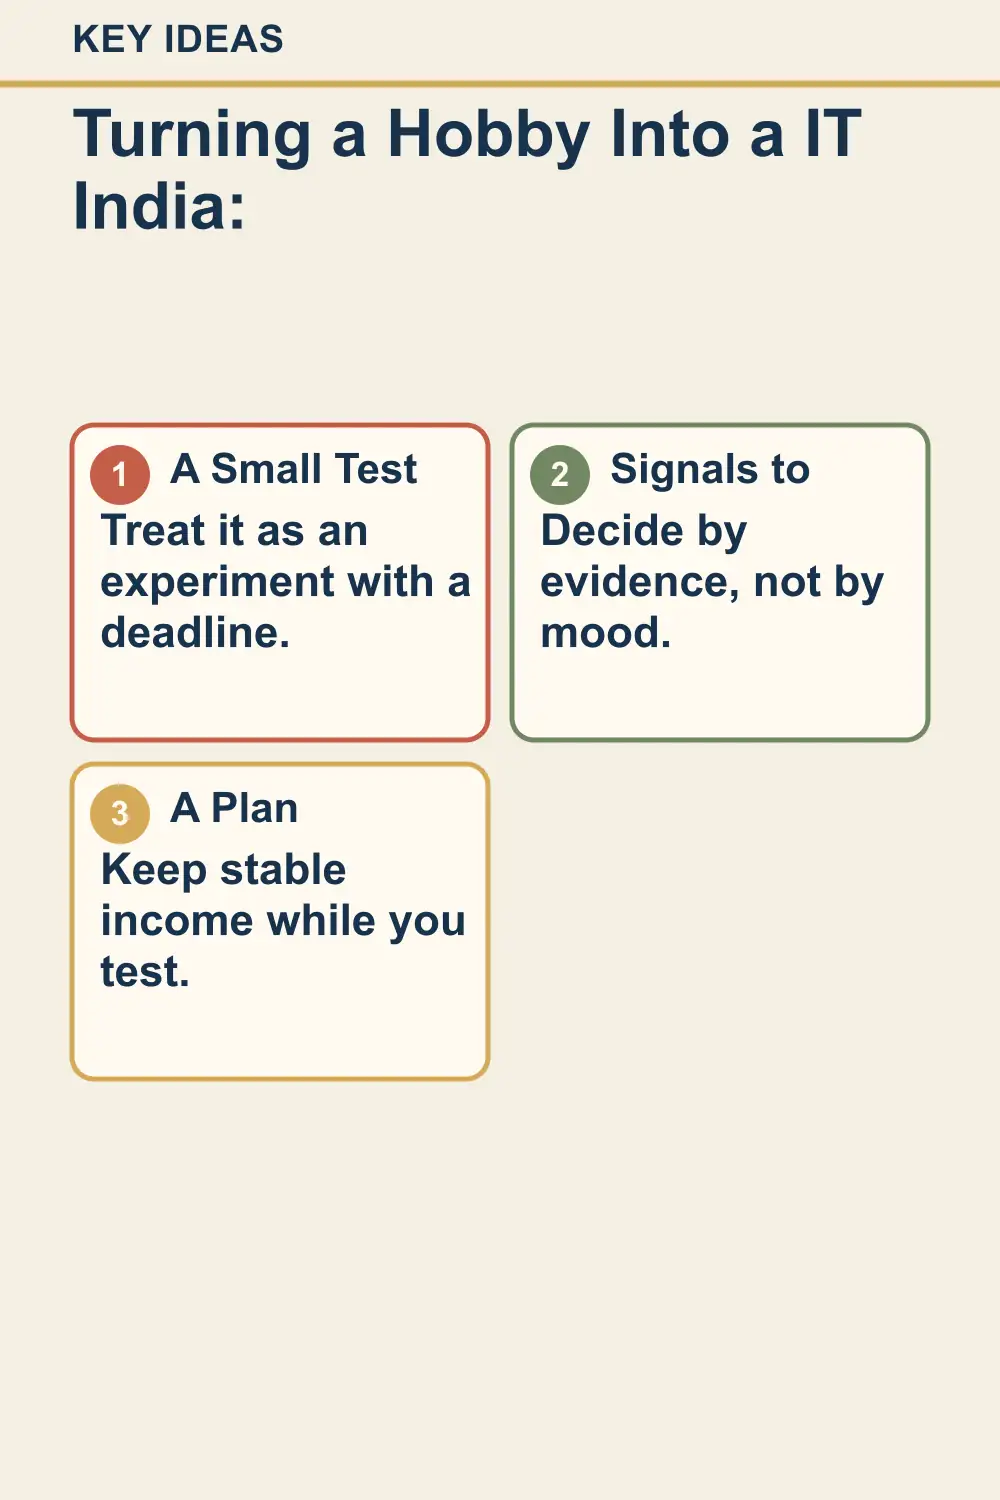 KEY IDEAS
Turning a Hobby Into a IT
India:
1 A Small Test
Treat it as an
experiment with a
deadline.
2 Signals to
Decide by
evidence, not by
mood.
3 A Plan
Keep stable
income while you
test.